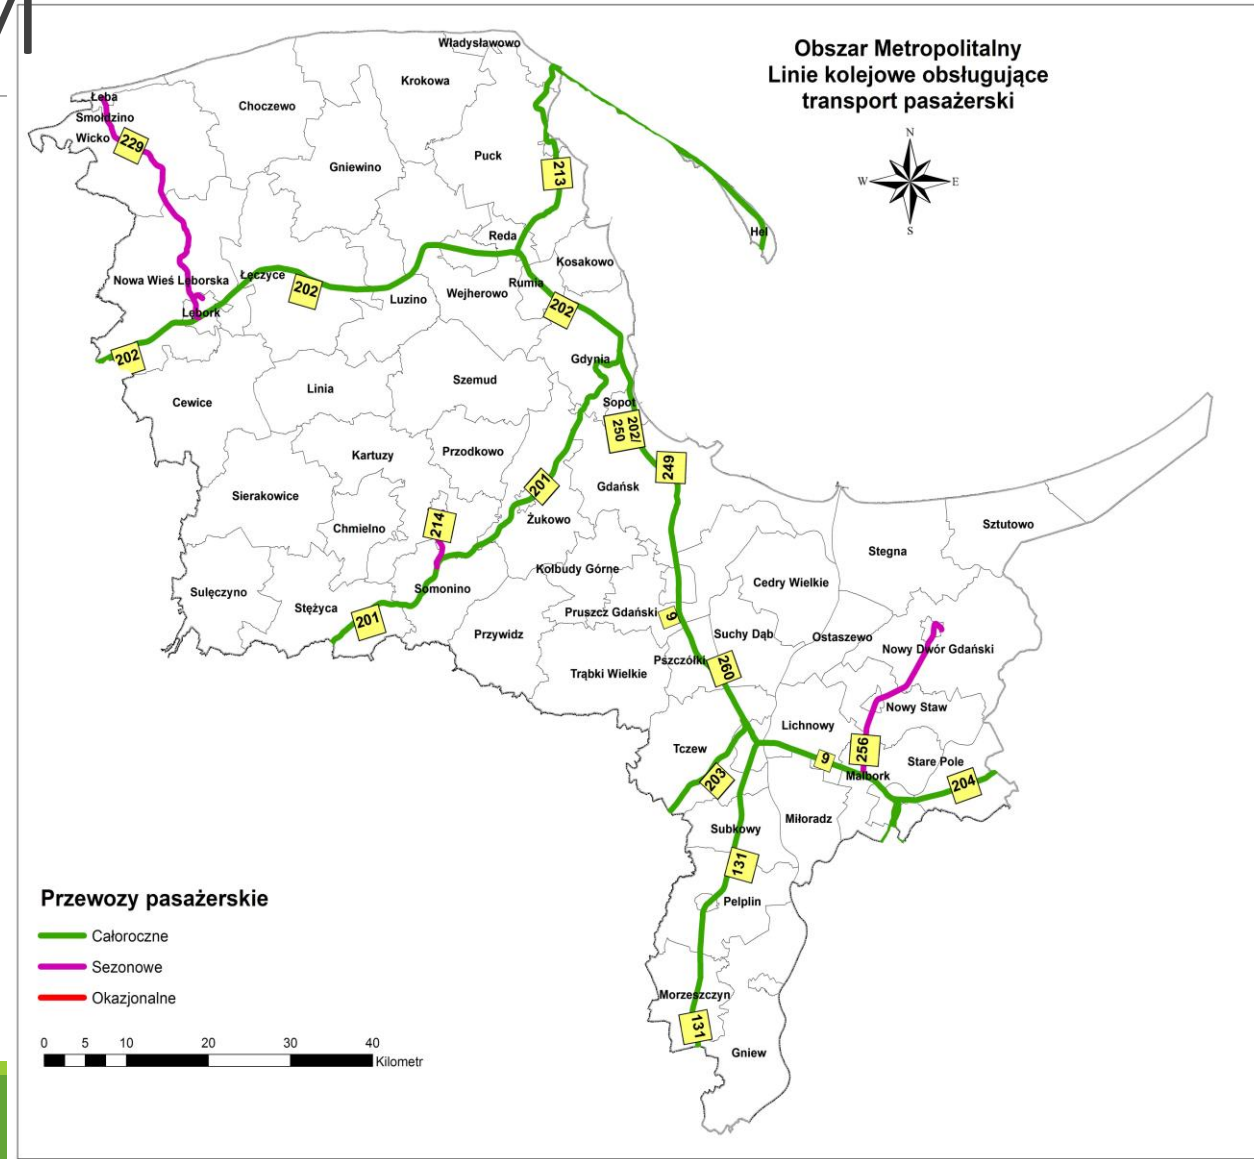 Obszar Metropolitalny
Linie kolejowe obsługujące
transport pasażerski
N
W
E
S
Władysławowo
Krokowa
Łeba
Choczewo
Smołdzino
Wicko
229
Puck
Gniewino
213
Hel
Reda
Kosakowo
Łęczyce
Nowa Wieś Lęborska
Rumia
202
Wejherowo
Luzino
202
Lębork
202
Gdynia
Szemud
Linia
Cewice
Sopot
202/
250
Kartuzy
Przodkowo
249
201
Gdańsk
Sierakowice
Żukowo
214
Chmielno
Sztutowo
Stegna
Kolbudy Górne
Cedry Wielkie
Somonino
Sulęczyno
Stężyca
Pruszcz Gdański
9
201
Przywidz
Suchy Dąb
Ostaszewo
Nowy Dwór Gdański
Pszczółki
260
Trąbki Wielkie
Nowy Staw
Lichnowy
Tczew
256
9
Stare Pole
Malbork
203
204
Miłoradz
Subkowy
131
Pelplin
Morzeszczyn
131
Gniew
Przewozy pasażerskie
Całoroczne
Sezonowe
Okazjonalne
0 5 10 20 30 40
Kilometr